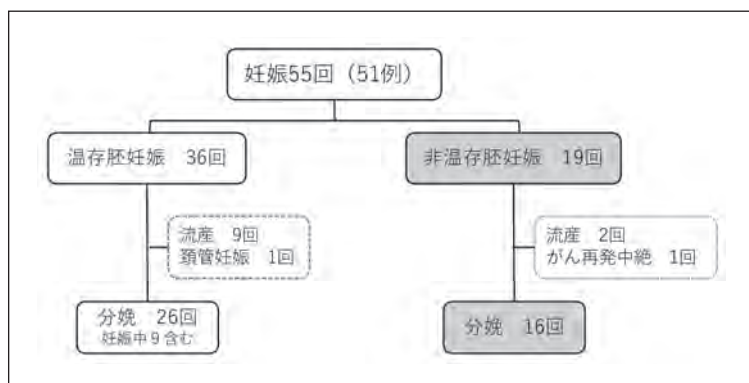 妊娠55回（51例）
温存胚妊娠　36回
非温存胚妊娠　19回
流産　9回
頚管妊娠　1回
流産　2回
がん再発中絶　1回
分娩　26回
妊娠中９含む
分娩　16回